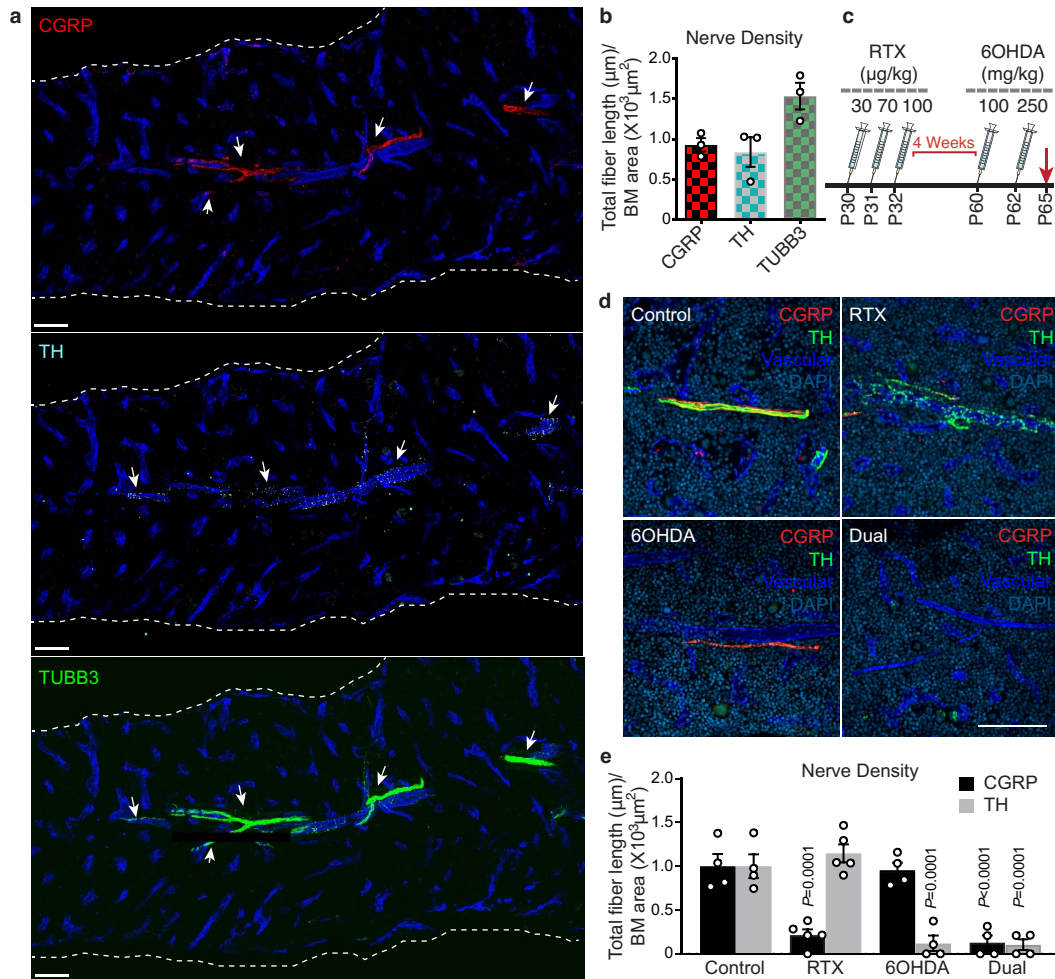 a
CGRP
TH
TUBB3
b
Nerve Density
Total fiber length (µm)/
BM area (X10³µm²)
2.0
1.5
1.0
0.5
0
CGRP
TH
TUBB3
c
RTX
(µg/kg)
6OHDA
(mg/kg)
30 70 100
100 250
4 Weeks
P30
P31
P32
P60
P62
P65
d
Control
CGRP
TH
Vascular
DAPI
RTX
CGRP
TH
Vascular
DAPI
6OHDA
CGRP
TH
Vascular
DAPI
Dual
CGRP
TH
Vascular
DAPI
e
Nerve Density
CGRP
TH
Total fiber length (µm)/
BM area (X10³µm²)
2.0
1.5
1.0
0.5
0
P=0.0001
P=0.0001
P<0.0001
P=0.0001
Control
RTX
6OHDA
Dual